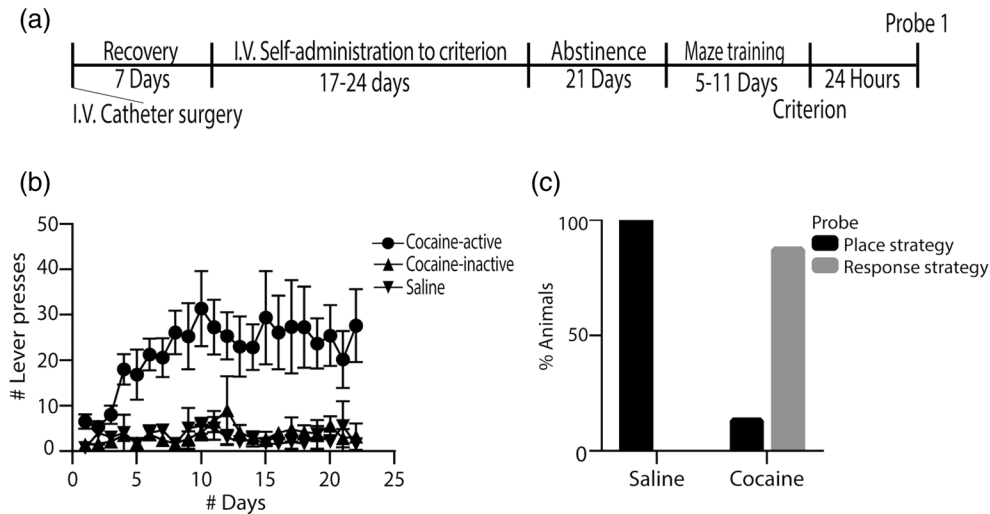 (a)
Probe 1
Recovery
I.V. Self-administration to criterion
Abstinence
Maze training
7 Days
17-24 days
21 Days
5-11 Days
24 Hours
I.V. Catheter surgery
Criterion
(b)
# Lever presses
50
40
30
20
10
0
0
5
10
15
20
25
# Days
Cocaine-active
Cocaine-inactive
Saline
(c)
% Animals
100
50
0
Saline
Cocaine
Probe
Place strategy
Response strategy